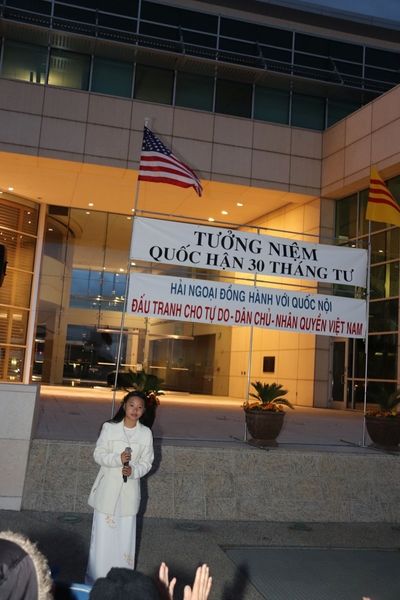 TƯỞNG NIỆM
QUỐC HẬN 30 THÁNG TƯ
HẢI NGOẠI ĐỒNG HÀNH VỚI QUỐC NỘI
ĐẤU TRANH CHO TỰ DO-DÂN CHỦ-NHÂN QUYỀN VIỆT NAM